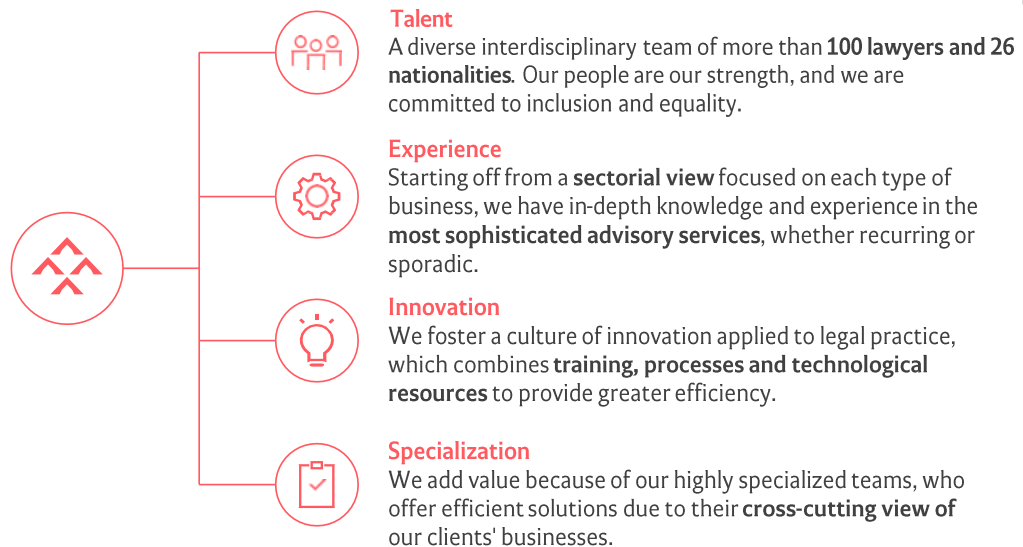 Talent
A diverse interdisciplinary team of more than 100 lawyers and 26
nationalities. Our people are our strength, and we are
committed to inclusion and equality.
Experience
Starting off from a sectorial view focused on each type of
business, we have in-depth knowledge and experience in the
most sophisticated advisory services, whether recurring or
sporadic.
Innovation
We foster a culture of innovation applied to legal practice,
which combines training, processes and technological
resources to provide greater efficiency.
Specialization
We add value because of our highly specialized teams, who
offer efficient solutions due to their cross-cutting view of
our clients' businesses.